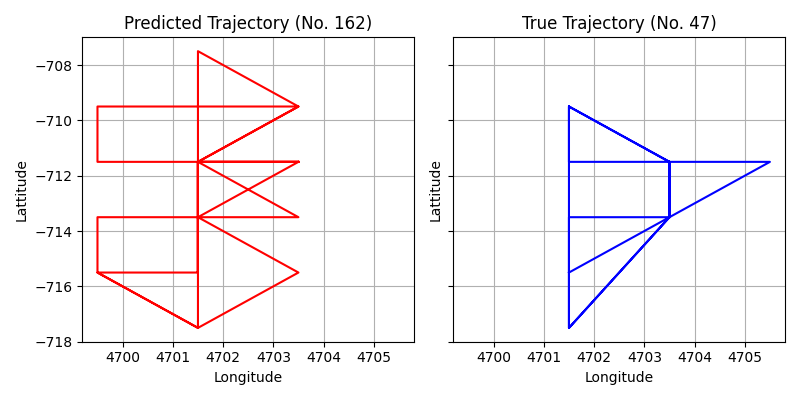 Predicted Trajectory (No. 162)
True Trajectory (No. 47)
−708
−710
−712
−714
−716
−718
Lattitude
Lattitude
4700 4701 4702 4703 4704 4705
4700 4701 4702 4703 4704 4705
Longitude
Longitude